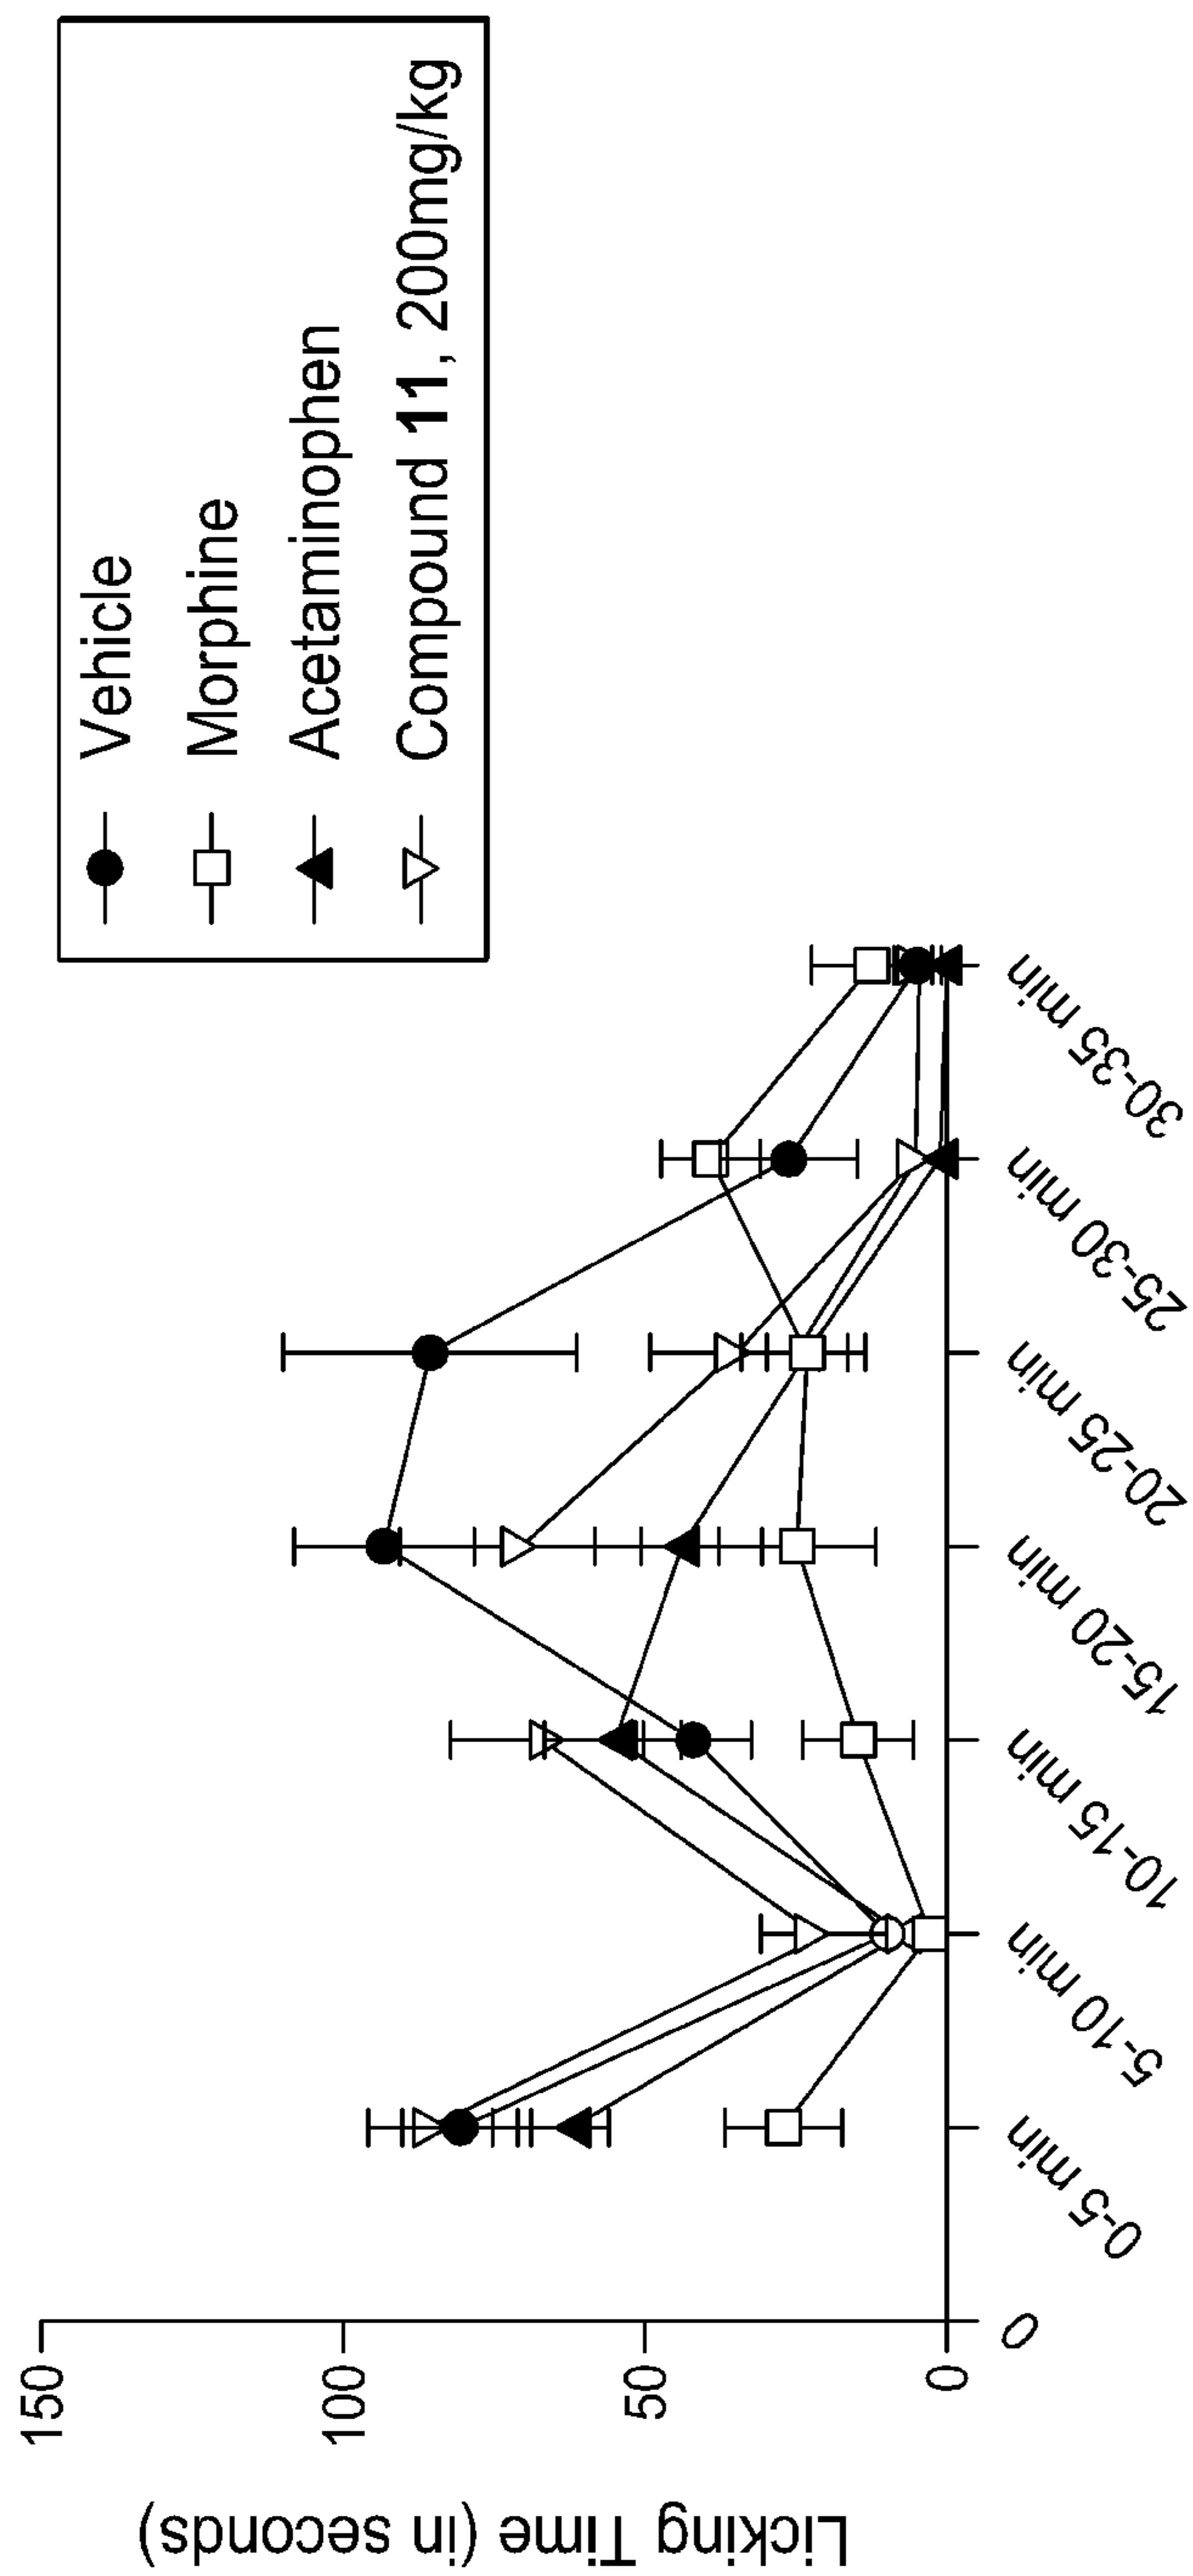 Vehicle
Morphine
Acetaminophen
Compound 11, 200mg/kg
Licking Time (in seconds)
150
100
50
0
0
0-5 min
5-10 min
10-15 min
15-20 min
20-25 min
25-30 min
30-35 min